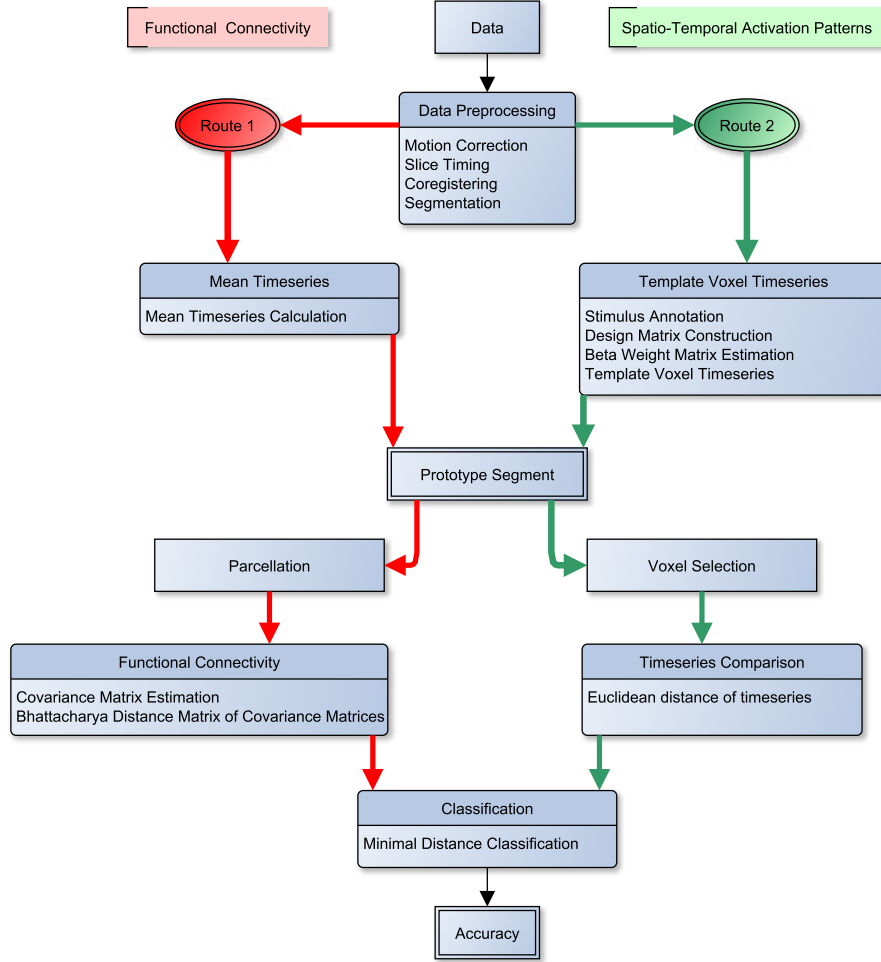 Functional  Connectivity
Data
Spatio-Temporal Activation Patterns
Route 1
Data Preprocessing
Motion Correction
Slice Timing
Coregistering
Segmentation
Route 2
Mean Timeseries
Mean Timeseries Calculation
Template Voxel Timeseries
Stimulus Annotation
Design Matrix Construction
Beta Weight Matrix Estimation
Template Voxel Timeseries
Prototype Segment
Parcellation
Voxel Selection
Functional Connectivity
Covariance Matrix Estimation
Bhattacharya Distance Matrix of Covariance Matrices
Timeseries Comparison
Euclidean distance of timeseries
Classification
Minimal Distance Classification
Accuracy